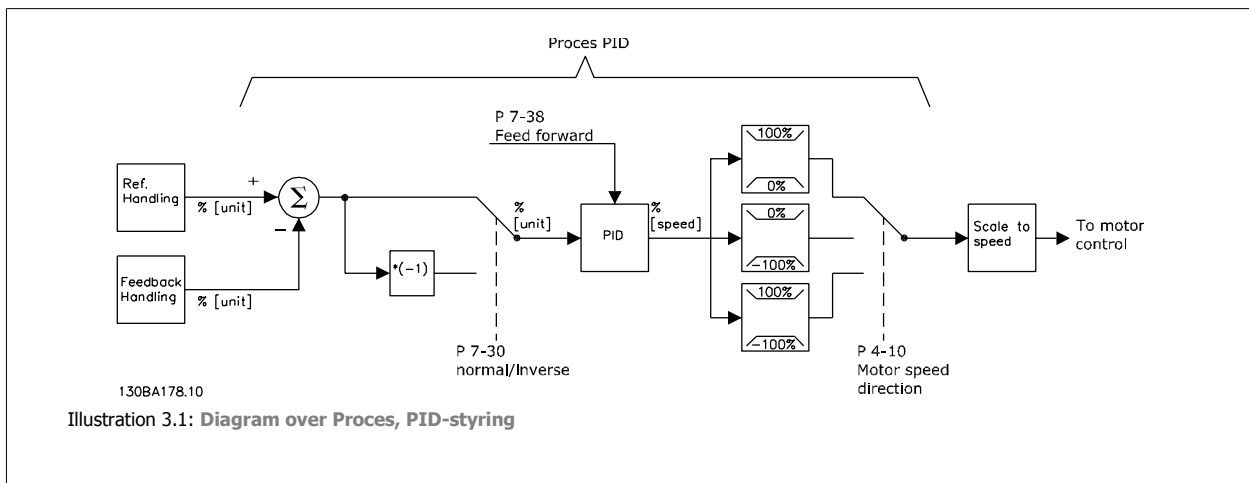 Proces PID
P 7-38
Feed forward
100%
0%
Ref.
Handling
+
% [unit]
Σ
−
%
[unit]
PID
%
[speed]
0%
-100%
Scale to
speed
To motor
control
*(-1)
Feedback
Handling
% [unit]
100%
-100%
P 7-30
normal/Inverse
P 4-10
Motor speed
direction
130BA178.10
Illustration 3.1: Diagram over Proces, PID-styring